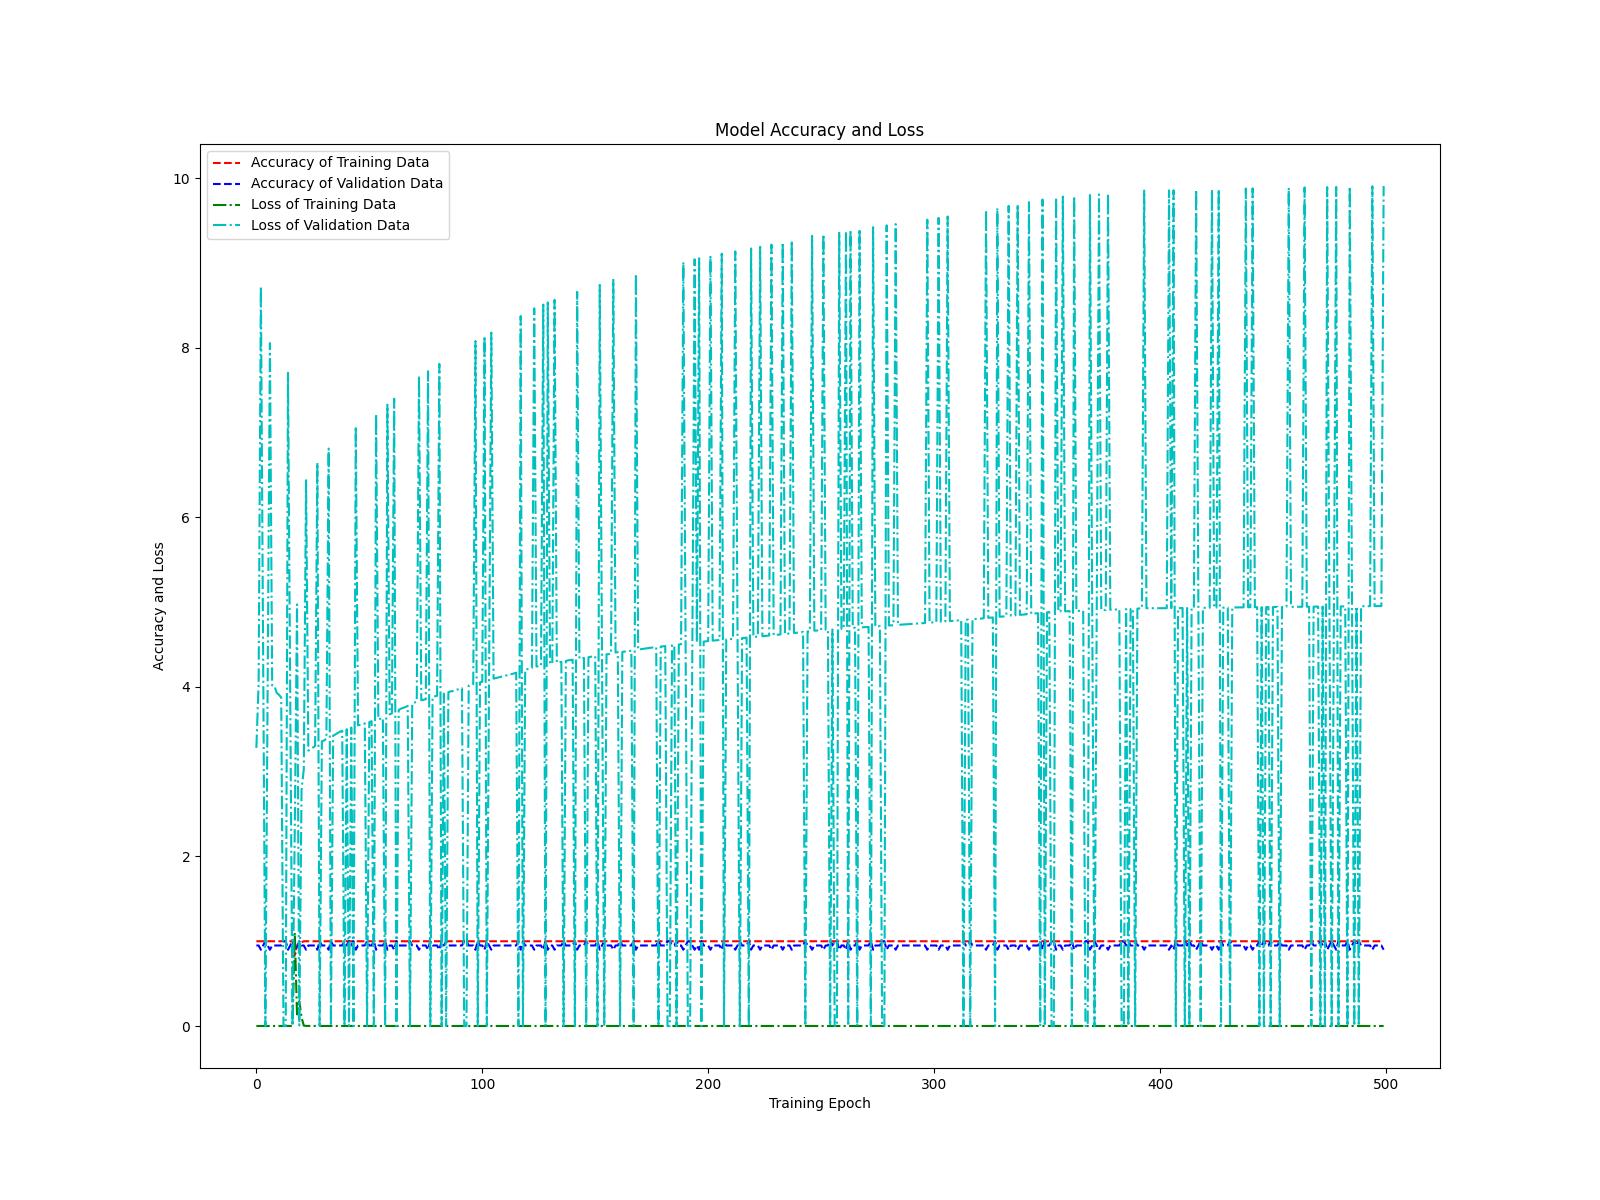 Model Accuracy and Loss
Accuracy of Training Data
Accuracy of Validation Data
Loss of Training Data
Loss of Validation Data
10
8
6
4
2
0
Accuracy and Loss
0 100 200 300 400 500
Training Epoch